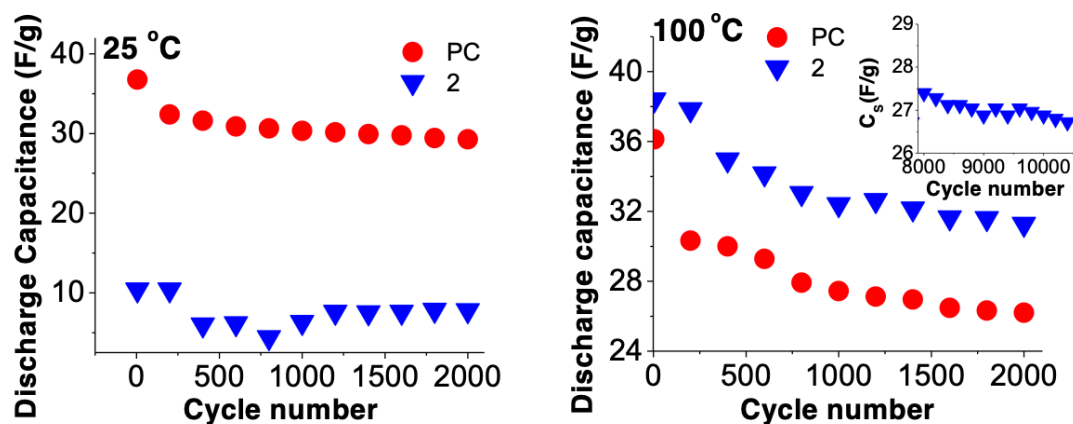 25 °C
PC
2
Discharge Capacitance (F/g)
40
30
20
10
0
500
1000
1500
2000
Cycle number
100 °C
PC
2
Discharge capacitance (F/g)
40
36
32
28
24
0
500
1000
1500
2000
Cycle number
Cs(F/g)
29
28
27
26
8000
9000
10000
Cycle number